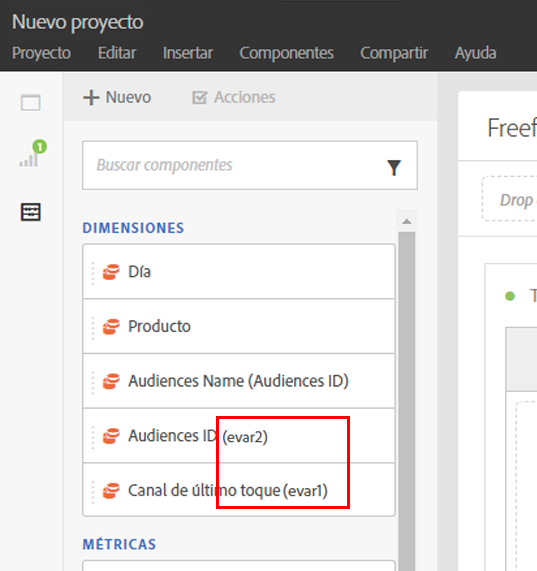 Nuevo proyecto
Proyecto Editar Insertar Componentes Compartir Ayuda
1
Nuevo Acciones
Buscar componentes
DIMENSIONES
Día
Producto
Audiences Name (Audiences ID)
Audiences ID (evar2)
Canal de último toque (evar1)
MÉTRICAS
Freef
Drop
T